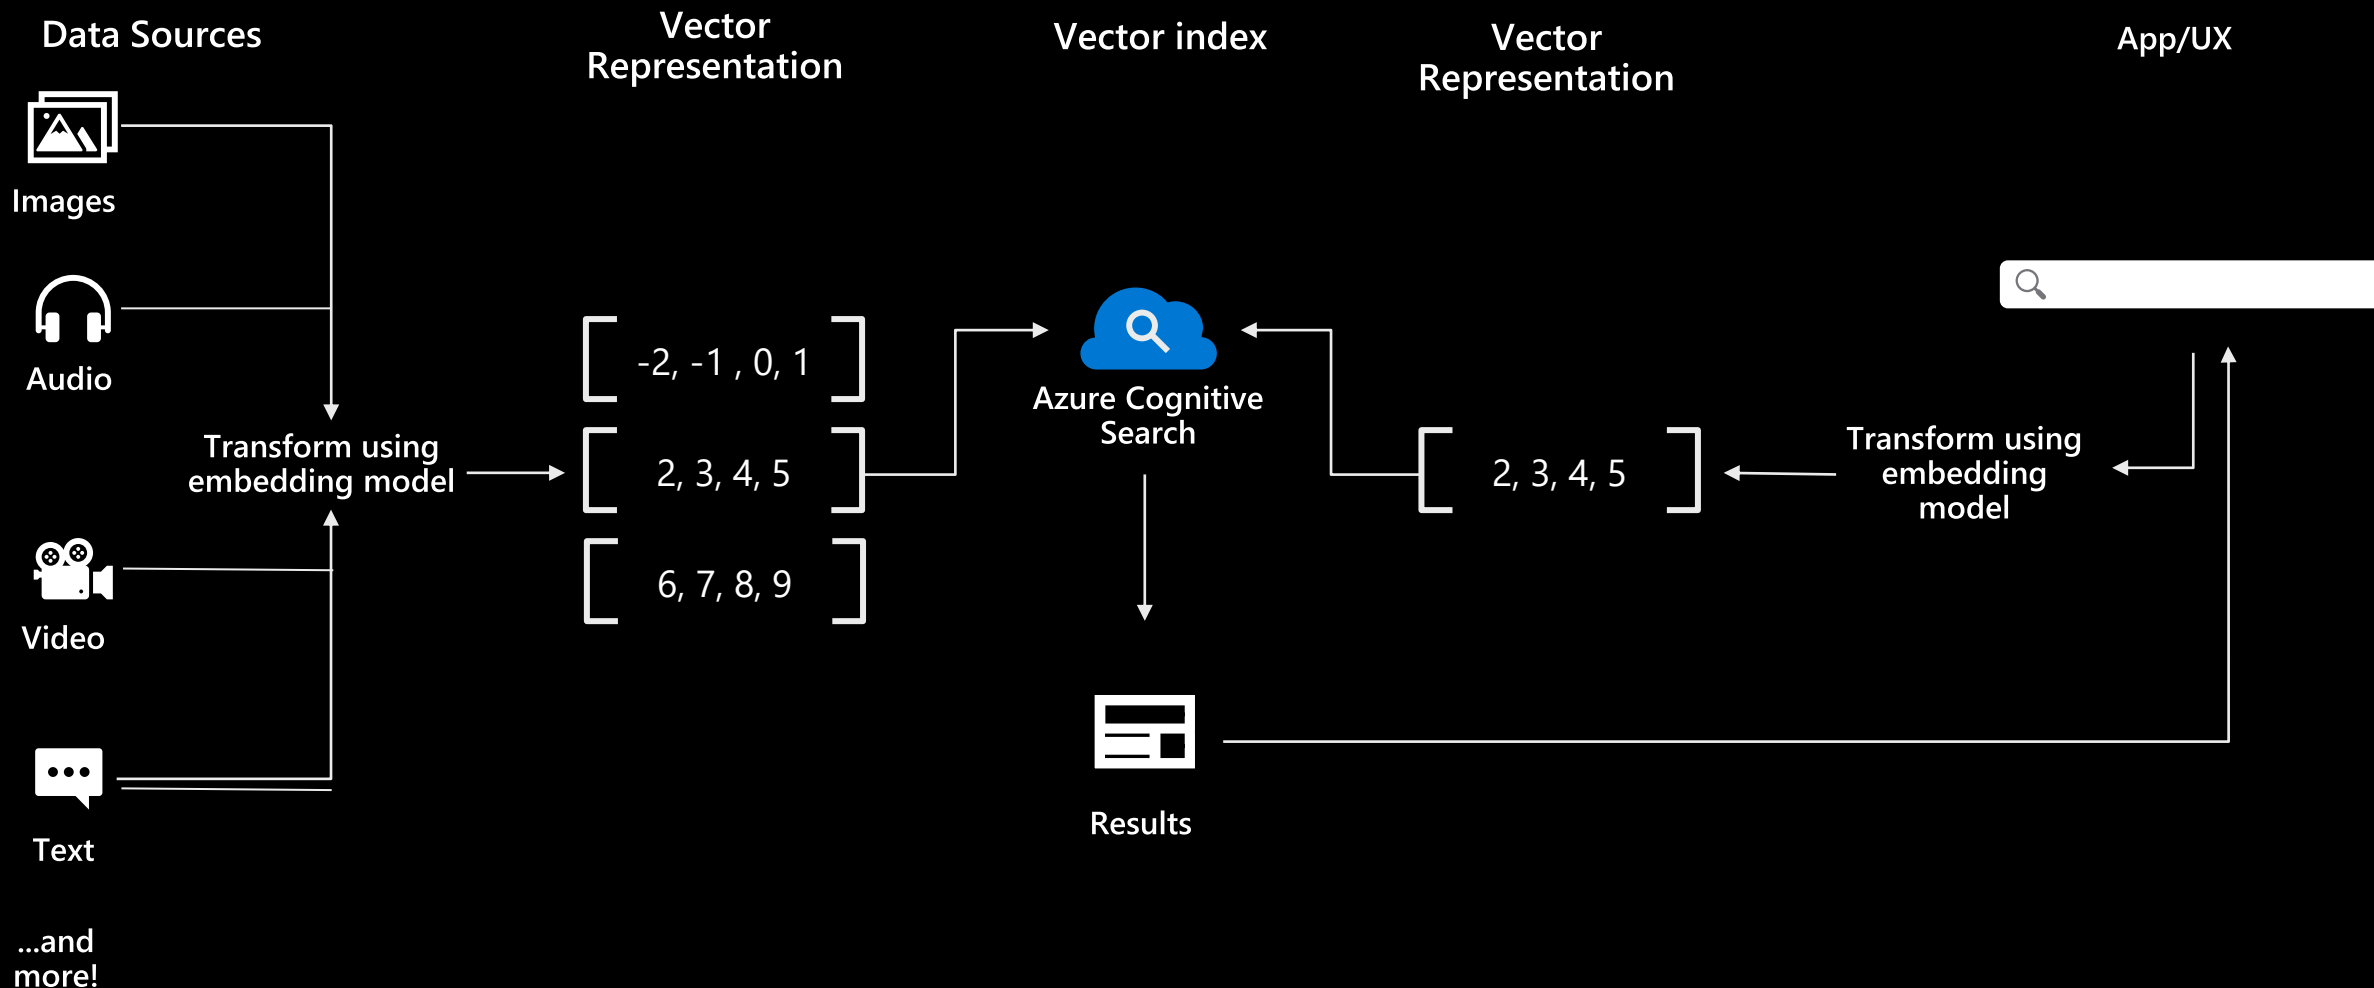 Data Sources
Vector
Representation
Vector index
Vector
Representation
App/UX
Images
Audio
Video
Text
...and
more!
Transform using
embedding model
-2, -1 , 0, 1
2, 3, 4, 5
6, 7, 8, 9
Azure Cognitive
Search
Results
2, 3, 4, 5
Transform using
embedding
model